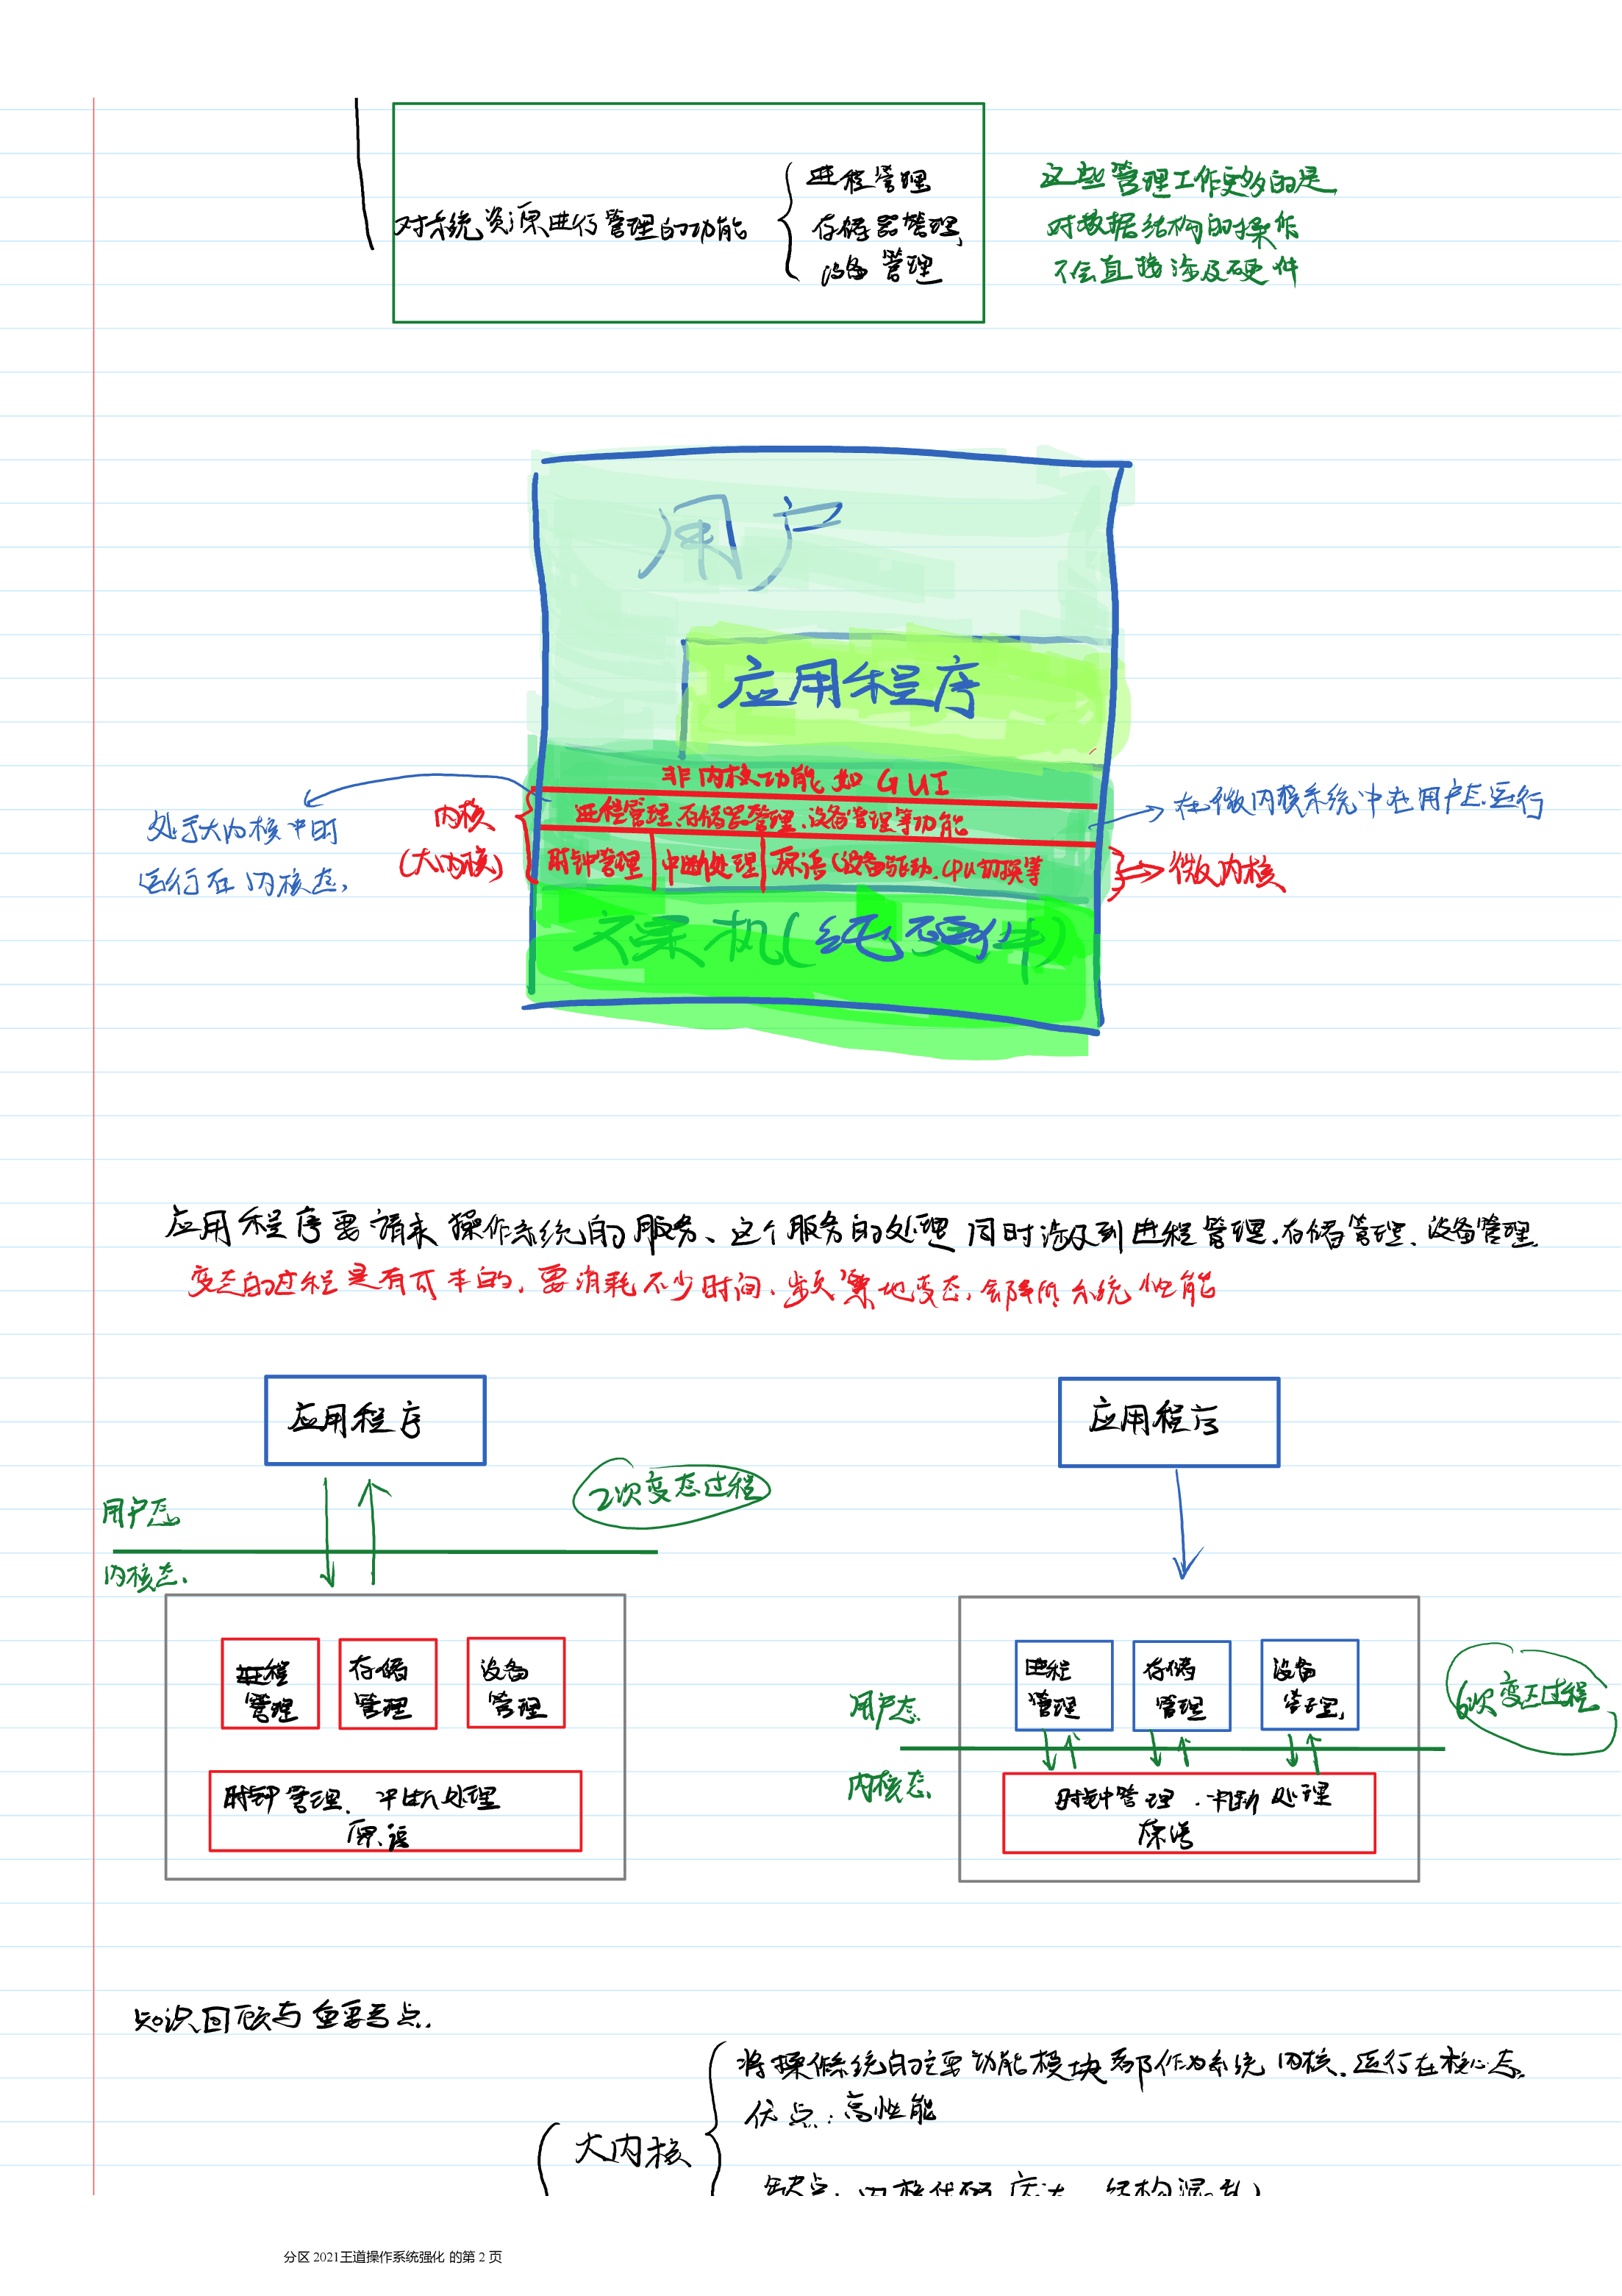 对系统资源进行管理的功能
进程管理
存储器管理
设备管理
这些管理工作更多的是
对数据结构的操作
不会直接涉及硬件
用户
应用程序
非内核功能 如 GUI
进程管理、存储器管理、设备管理等功能
时钟管理 中断处理 原语(设备驱动、CPU切换等
裸机(纯硬件)
处于大内核中时
运行在内核态
内核
(大内核)
在微内核系统中在用户态运行
微内核
应用程序需请求操作系统的服务、这个服务的处理同时涉及到进程管理、存储管理、设备管理
变态的过程是有成本的,要消耗不少时间,频繁地变态,会降低系统性能
应用程序
2次变态过程
用户态
内核态
进程
管理
存储
管理
设备
管理
时钟管理、中断处理
原语
应用程序
进程
管理
存储
管理
设备
管理
用户态
内核态
6次变态过程
时钟管理、中断处理
原语
知识回顾与重要考点
大内核
将操作系统的主要功能模块都作为系统内核,运行在核心态
优点:高性能
缺点:内核代码庞大,结构混乱
分区 2021王道操作系统强化 的第 2 页